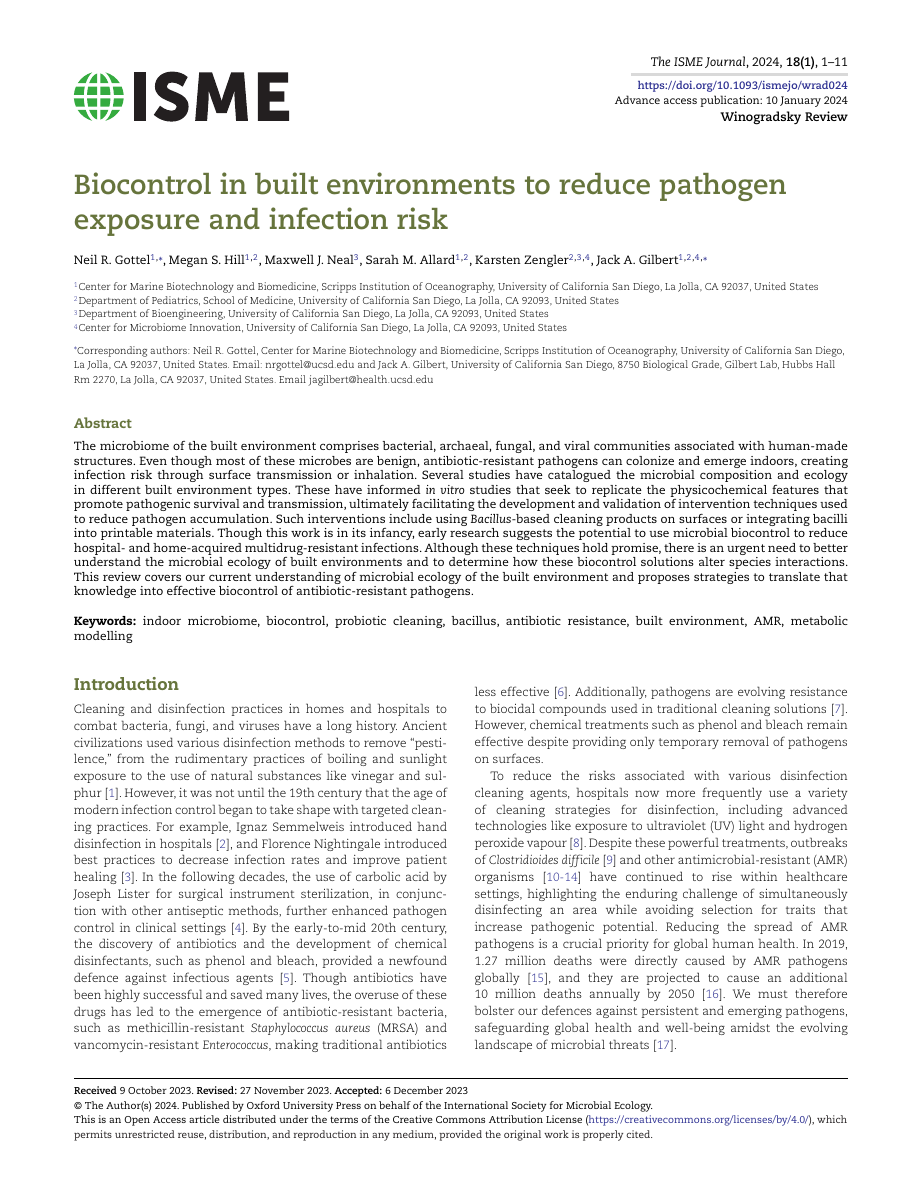 ISME
The ISME Journal, 2024, 18(1), 1–11
https://doi.org/10.1093/ismejo/wrad024
Advance access publication: 10 January 2024
Winogradsky Review
Biocontrol in built environments to reduce pathogen
exposure and infection risk
Neil R. Gottel1,*, Megan S. Hill1,2, Maxwell J. Neal3, Sarah M. Allard1,2, Karsten Zengler2,3,4, Jack A. Gilbert1,2,4,*
1Center for Marine Biotechnology and Biomedicine, Scripps Institution of Oceanography, University of California San Diego, La Jolla, CA 92037, United States
2Department of Pediatrics, School of Medicine, University of California San Diego, La Jolla, CA 92093, United States
3Department of Bioengineering, University of California San Diego, La Jolla, CA 92093, United States
4Center for Microbiome Innovation, University of California San Diego, La Jolla, CA 92093, United States
*Corresponding authors: Neil R. Gottel, Center for Marine Biotechnology and Biomedicine, Scripps Institution of Oceanography, University of California San Diego,
La Jolla, CA 92037, United States. Email: nrgottel@ucsd.edu and Jack A. Gilbert, University of California San Diego, 8750 Biological Grade, Gilbert Lab, Hubbs Hall
Rm 2270, La Jolla, CA 92037, United States. Email jagilbert@health.ucsd.edu
Abstract
The microbiome of the built environment comprises bacterial, archaeal, fungal, and viral communities associated with human-made
structures. Even though most of these microbes are benign, antibiotic-resistant pathogens can colonize and emerge indoors, creating
infection risk through surface transmission or inhalation. Several studies have catalogued the microbial composition and ecology
in different built environment types. These have informed in vitro studies that seek to replicate the physicochemical features that
promote pathogenic survival and transmission, ultimately facilitating the development and validation of intervention techniques used
to reduce pathogen accumulation. Such interventions include using Bacillus-based cleaning products on surfaces or integrating bacilli
into printable materials. Though this work is in its infancy, early research suggests the potential to use microbial biocontrol to reduce
hospital- and home-acquired multidrug-resistant infections. Although these techniques hold promise, there is an urgent need to better
understand the microbial ecology of built environments and to determine how these biocontrol solutions alter species interactions.
This review covers our current understanding of microbial ecology of the built environment and proposes strategies to translate that
knowledge into effective biocontrol of antibiotic-resistant pathogens.
Keywords: indoor microbiome, biocontrol, probiotic cleaning, bacillus, antibiotic resistance, built environment, AMR, metabolic
modelling
Introduction
Cleaning and disinfection practices in homes and hospitals to
combat bacteria, fungi, and viruses have a long history. Ancient
civilizations used various disinfection methods to remove “pesti-
lence,” from the rudimentary practices of boiling and sunlight
exposure to the use of natural substances like vinegar and sul-
phur [1]. However, it was not until the 19th century that the age of
modern infection control began to take shape with targeted clean-
ing practices. For example, Ignaz Semmelweis introduced hand
disinfection in hospitals [2], and Florence Nightingale introduced
best practices to decrease infection rates and improve patient
healing [3]. In the following decades, the use of carbolic acid by
Joseph Lister for surgical instrument sterilization, in conjunc-
tion with other antiseptic methods, further enhanced pathogen
control in clinical settings [4]. By the early-to-mid 20th century,
the discovery of antibiotics and the development of chemical
disinfectants, such as phenol and bleach, provided a newfound
defence against infectious agents [5]. Though antibiotics have
been highly successful and saved many lives, the overuse of these
drugs has led to the emergence of antibiotic-resistant bacteria,
such as methicillin-resistant Staphylococcus aureus (MRSA) and
vancomycin-resistant Enterococcus, making traditional antibiotics
less effective [6]. Additionally, pathogens are evolving resistance
to biocidal compounds used in traditional cleaning solutions [7].
However, chemical treatments such as phenol and bleach remain
effective despite providing only temporary removal of pathogens
on surfaces.
To reduce the risks associated with various disinfection
cleaning agents, hospitals now more frequently use a variety
of cleaning strategies for disinfection, including advanced
technologies like exposure to ultraviolet (UV) light and hydrogen
peroxide vapour [8]. Despite these powerful treatments, outbreaks
of Clostridioides difficile [9] and other antimicrobial-resistant (AMR)
organisms [10-14] have continued to rise within healthcare
settings, highlighting the enduring challenge of simultaneously
disinfecting an area while avoiding selection for traits that
increase pathogenic potential. Reducing the spread of AMR
pathogens is a crucial priority for global human health. In 2019,
1.27 million deaths were directly caused by AMR pathogens
globally [15], and they are projected to cause an additional
10 million deaths annually by 2050 [16]. We must therefore
bolster our defences against persistent and emerging pathogens,
safeguarding global health and well-being amidst the evolving
landscape of microbial threats [17].
Received 9 October 2023. Revised: 27 November 2023. Accepted: 6 December 2023
© The Author(s) 2024. Published by Oxford University Press on behalf of the International Society for Microbial Ecology.
This is an Open Access article distributed under the terms of the Creative Commons Attribution License (https://creativecommons.org/licenses/by/4.0/), which
permits unrestricted reuse, distribution, and reproduction in any medium, provided the original work is properly cited.